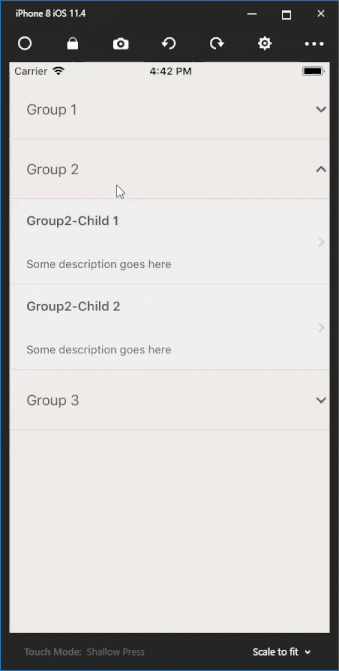 iPhone 8 iOS 11.4
Carrier 4:42 PM
Group 1
Group 2
Group2-Child 1
Some description goes here
Group2-Child 2
Some description goes here
Group 3
Touch Mode: Shallow Press Scale to fit